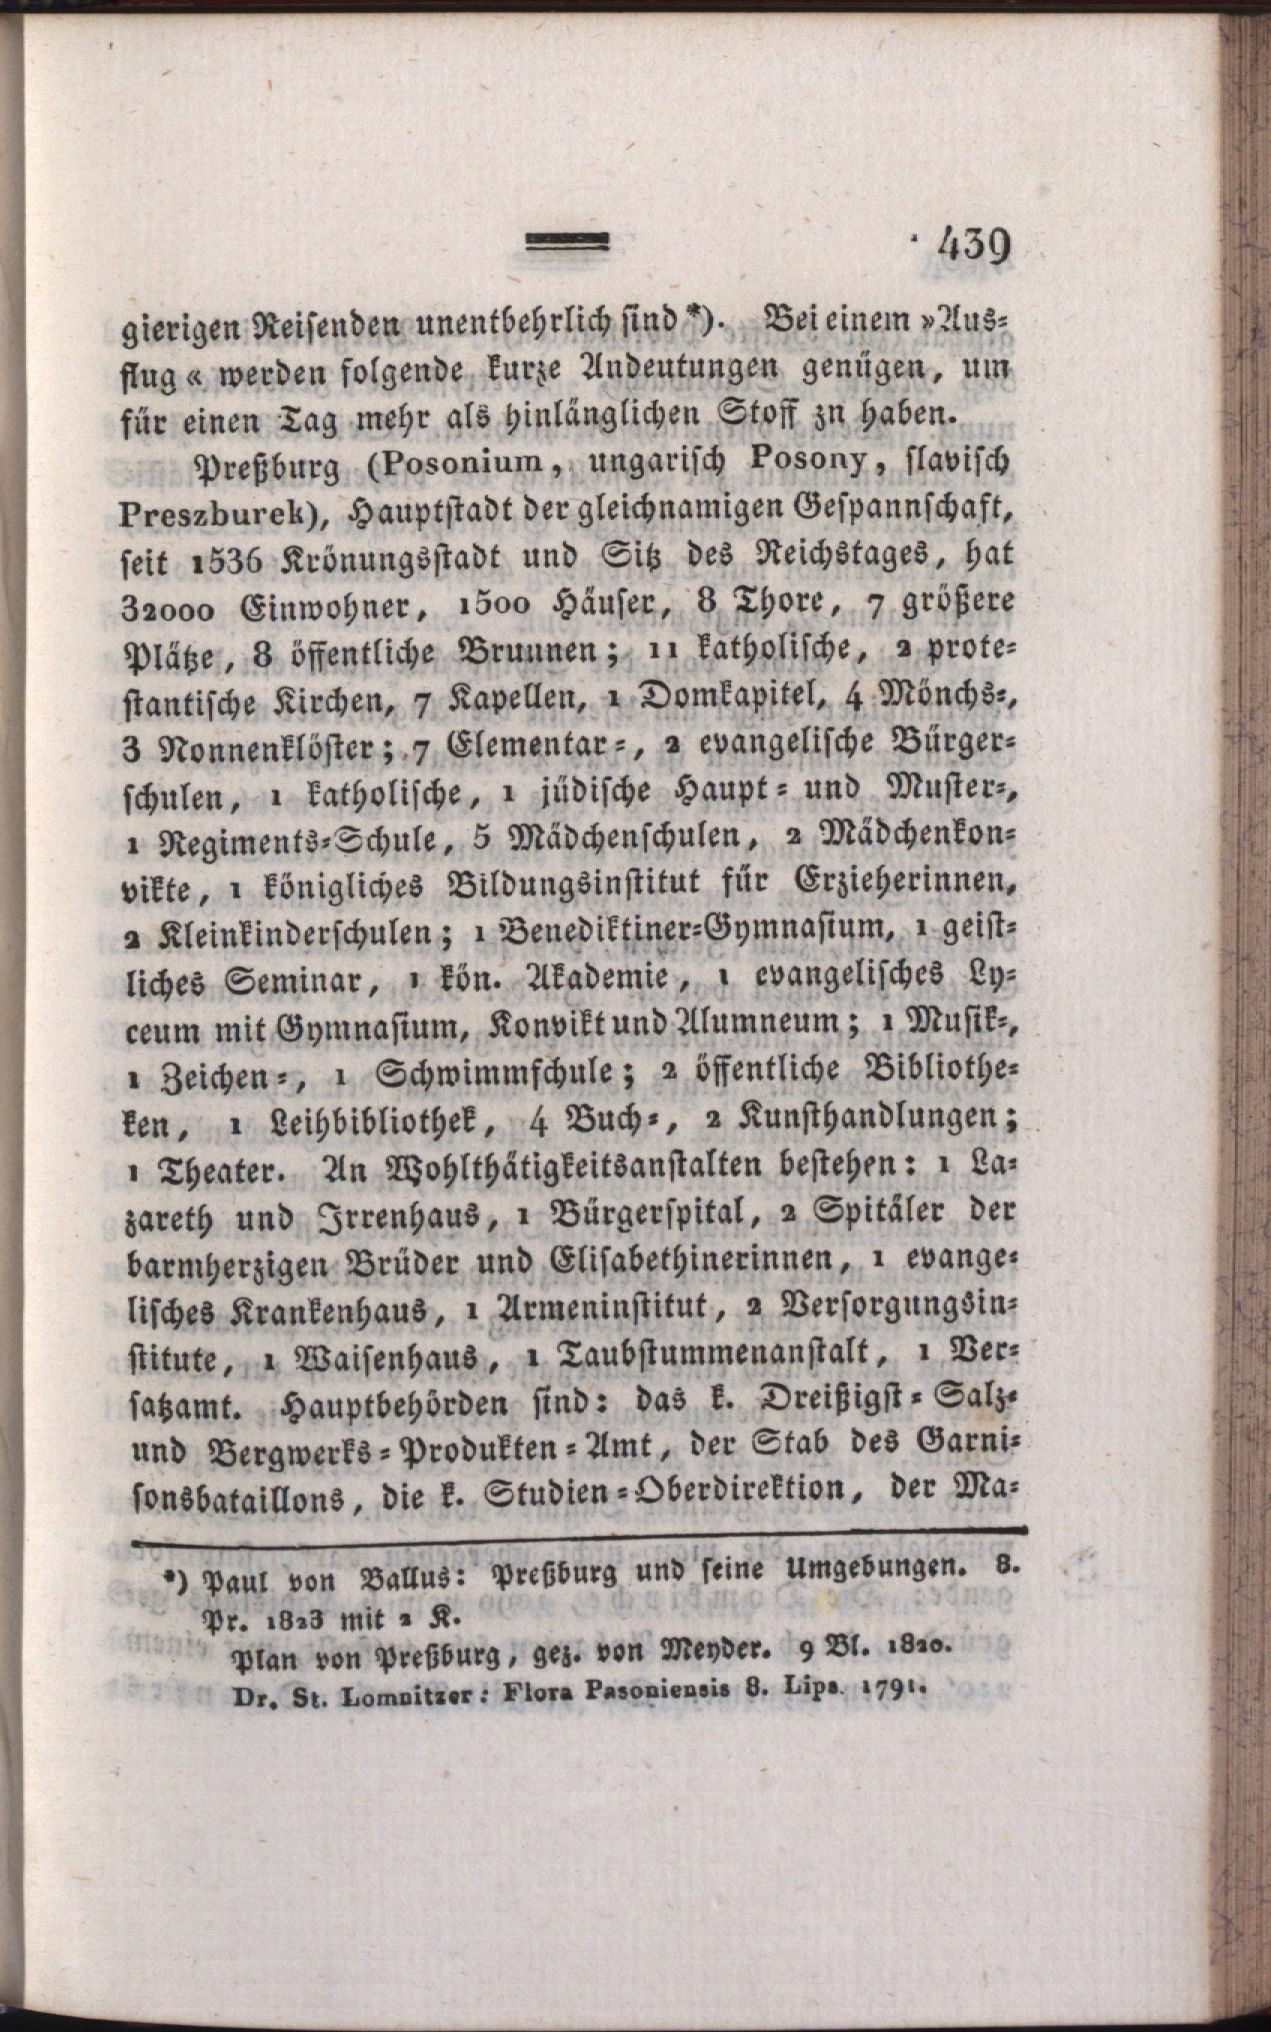 439
gierigen Reisenden unentbehrlich sind*). Bei einem »Aus-
flug« werden folgende kurze Andeutungen genügen, um
für einen Tag mehr als hinlänglichen Stoff zn haben.
Preßburg (Posonium, ungarisch Posony, slavisch
Preszburek), Hauptstadt der gleichnamigen Gespannschaft,
seit 1536 Krönungsstadt und Sitz des Reichstages, hat
32000 Einwohner, 1500 Häuser, 8 Thore, 7 größere
Plätze, 8 öffentliche Brunnen; 11 katholische, 2 prote-
stantische Kirchen, 7 Kapellen, 1 Domkapitel, 4 Mönchs-,
3 Nonnenklöster; 7 Elementar-, 2 evangelische Bürger-
schulen, 1 katholische, 1 jüdische Haupt- und Muster-,
1 Regiments-Schule, 5 Mädchenschulen, 2 Mädchenkon-
vikte, 1 königliches Bildungsinstitut für Erzieherinnen,
2 Kleinkinderschulen; 1 Benediktiner-Gymnasium, 1 geist-
liches Seminar, 1 kön. Akademie, 1 evangelisches Ly-
ceum mit Gymnasium, Konvikt und Alumneum; 1 Musik-,
1 Zeichen-, 1 Schwimmschule; 2 öffentliche Bibliothe-
ken, 1 Leihbibliothek, 4 Buch-, 2 Kunsthandlungen;
1 Theater. An Wohlthätigkeitsanstalten bestehen: 1 La-
zareth und Irrenhaus, 1 Bürgerspital, 2 Spitäler der
barmherzigen Brüder und Elisabethinerinnen, 1 evange-
lisches Krankenhaus, 1 Armeninstitut, 2 Versorgungsin-
stitute, 1 Waisenhaus, 1 Taubstummenanstalt, 1 Ver-
satzamt. Hauptbehörden sind: das k. Dreißigst-Salz-
und Bergwerks-Produkten-Amt, der Stab des Garni-
sonsbataillons, die k. Studien-Oberdirektion, der Ma-
*) Paul von Ballus: Preßburg und seine Umgebungen. 8.
Pr. 1823 mit 2 K.
Plan von Preßburg, gez. von Meyder. 9 Bl. 1820.
Dr. St. Lomnitzer: Flora Pasoniensis 8. Lips. 1791.